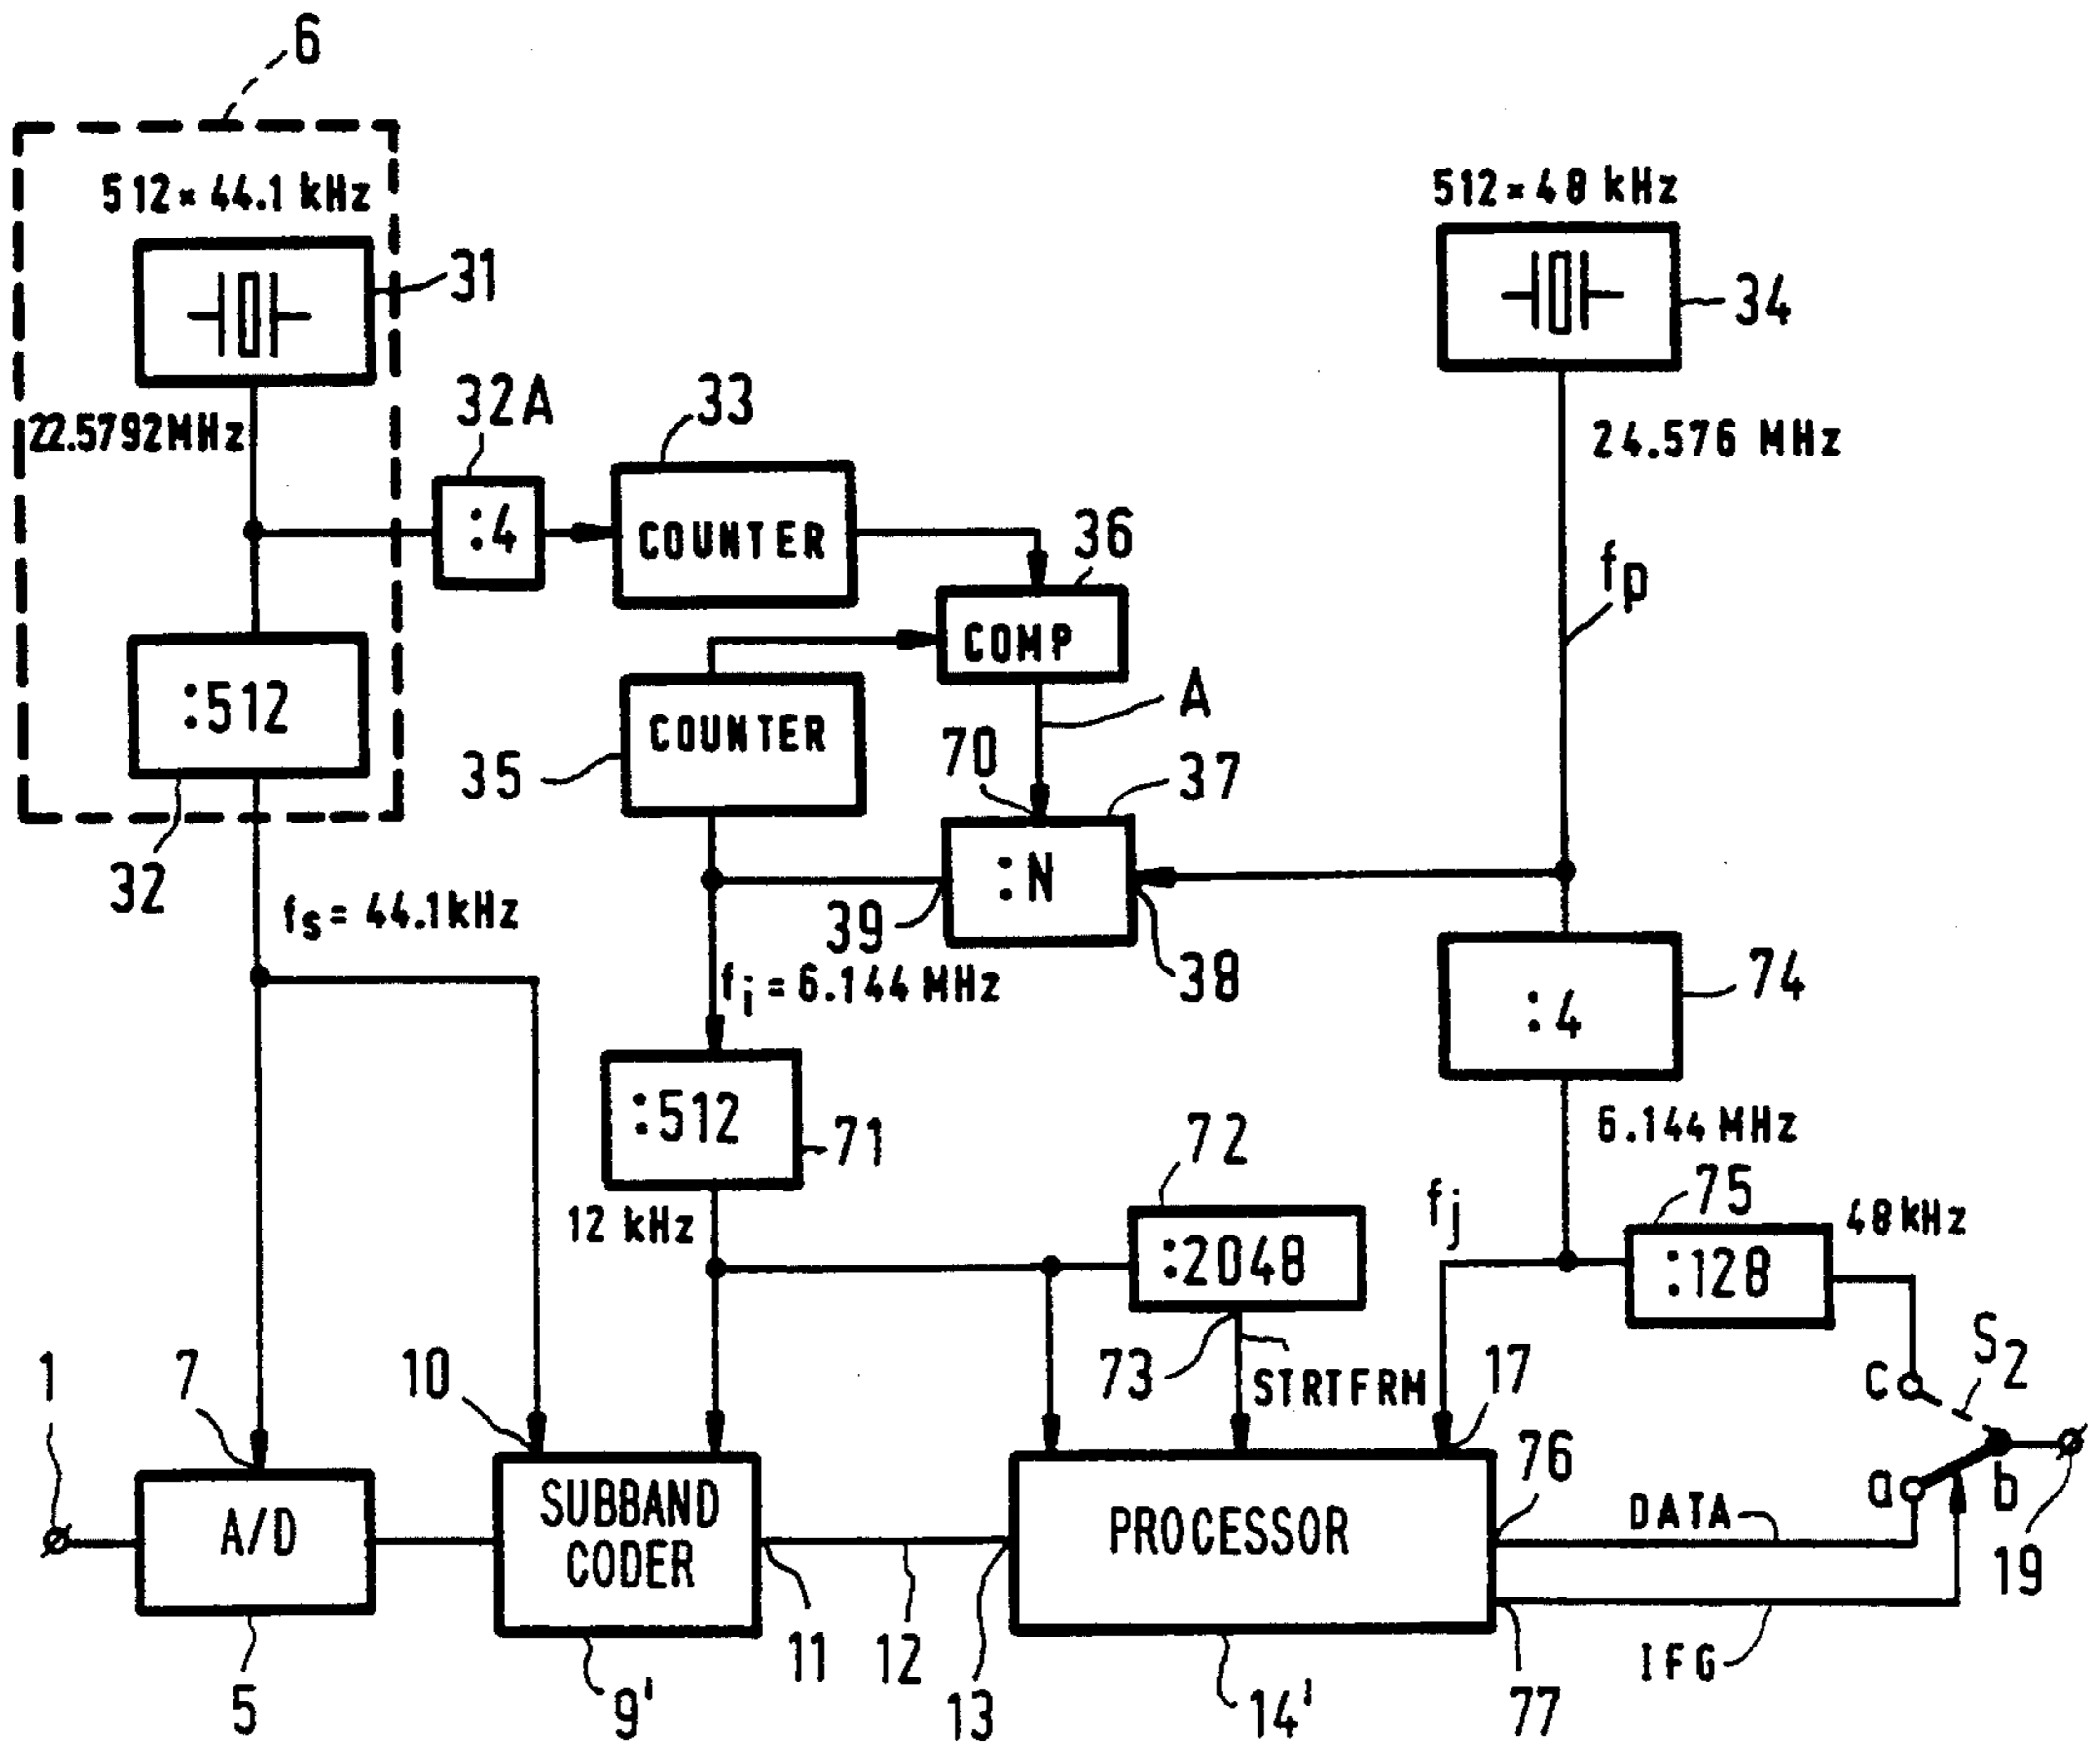 6
512×44.1 kHz
512×48 kHz
31
34
22.5792MHz
32A
33
24.576 MHz
:4
COUNTER
36
fp
COMP
:512
COUNTER
A
35
70
37
:N
32
fs= 44.1kHz
39
38
74
fi = 6.144 MHz
:4
:512
71
72
6.144 MHz
75
12 kHz
fj
48 kHz
:2048
:128
1
7
10
73
STRTFRM
17
c
S2
76
a
b
A/D
SUBBAND
CODER
PROCESSOR
DATA
19
11
12
13
IFG
5
9'
14'
77